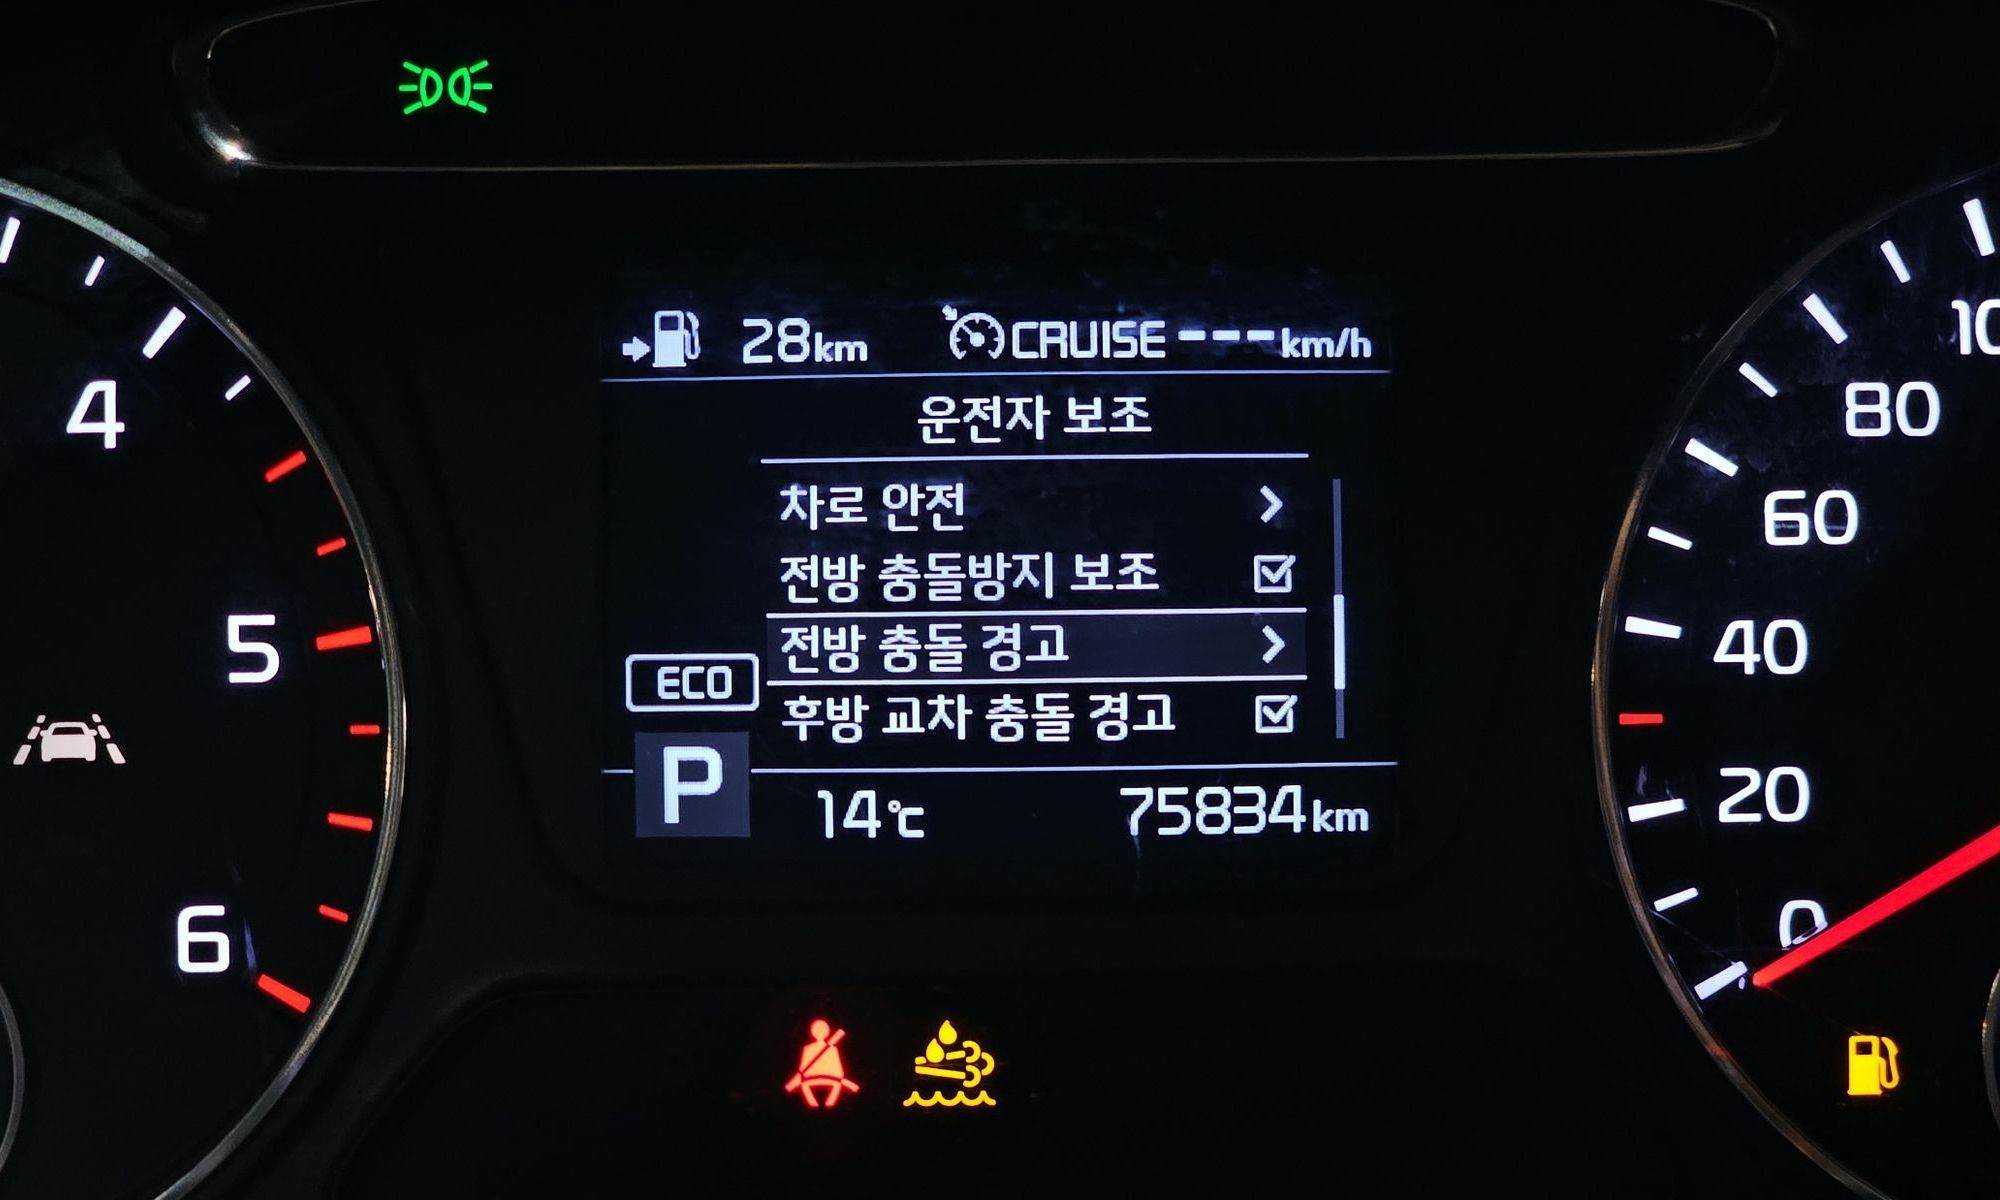 28km CRUISE ---km/h
운전자 보조
차로 안전
전방 충돌방지 보조
전방 충돌 경고
후방 교차 충돌 경고
ECO
P
14℃ 75834km
4
5
6
80
60
40
20
0